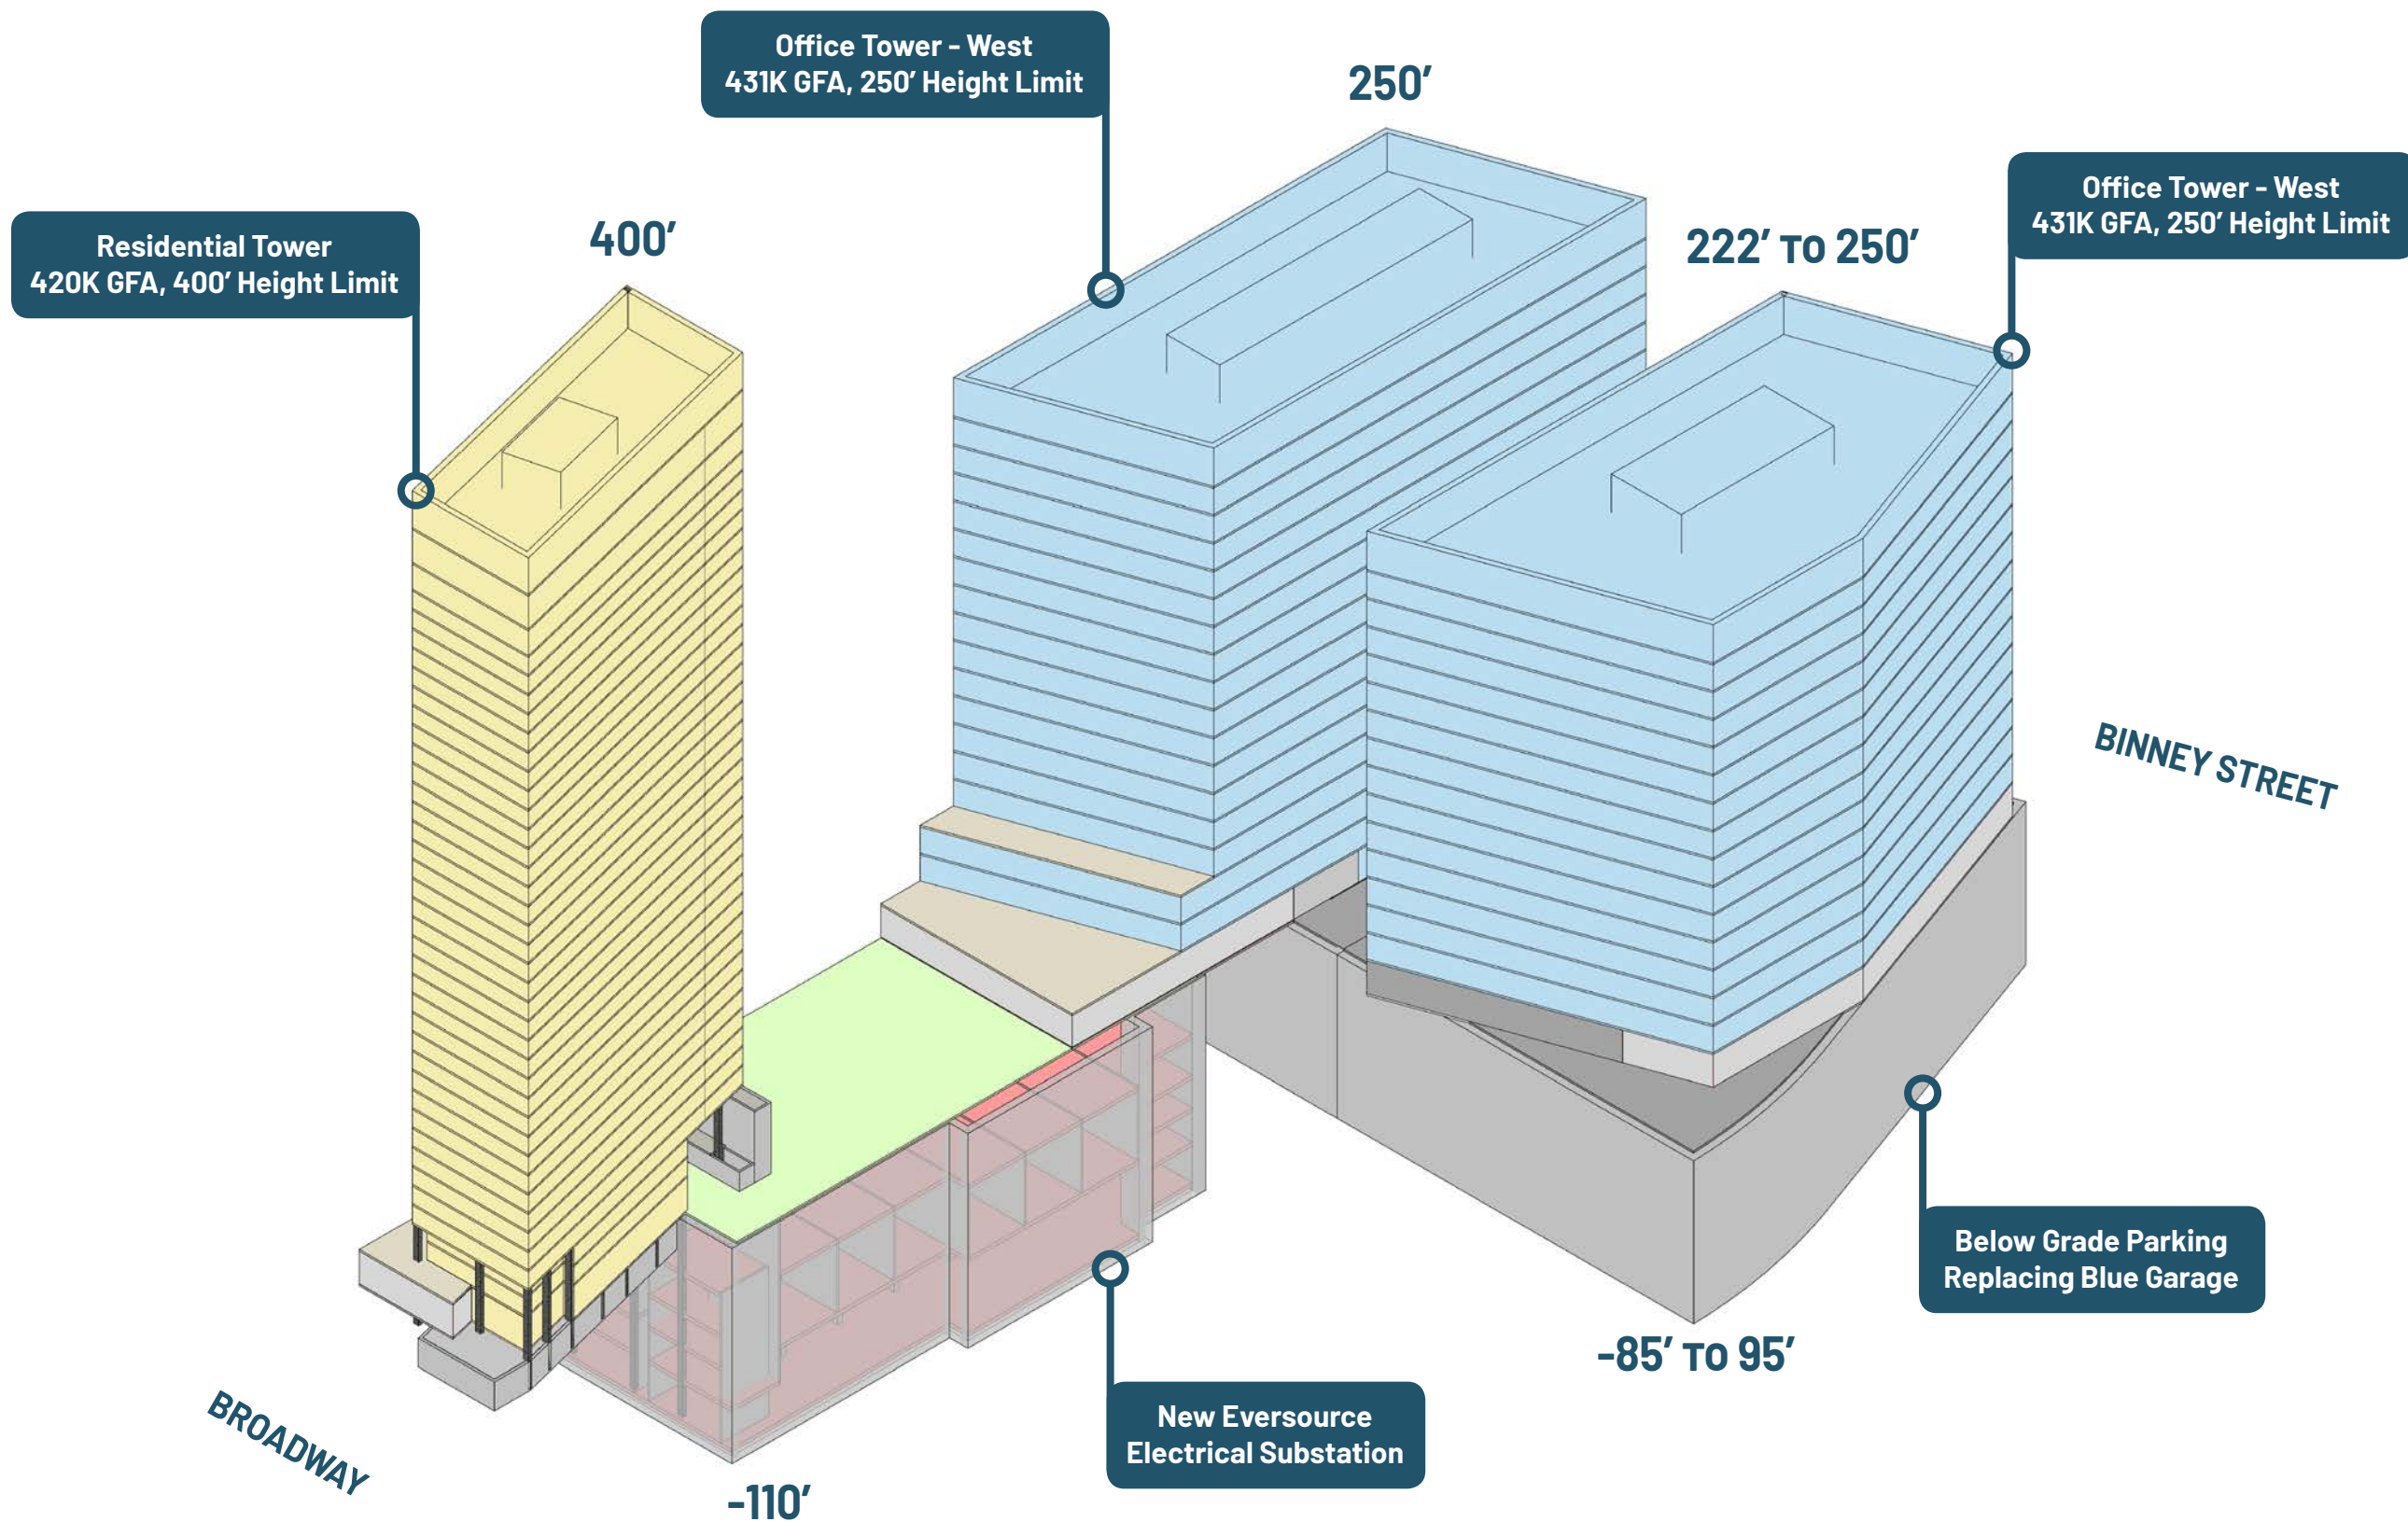 Office Tower - West
431K GFA, 250′ Height Limit
250′
Office Tower - West
431K GFA, 250′ Height Limit
Residential Tower
420K GFA, 400′ Height Limit
400′
222′ TO 250′
BINNEY STREET
Below Grade Parking
Replacing Blue Garage
-85′ TO 95′
New Eversource
Electrical Substation
BROADWAY
-110′